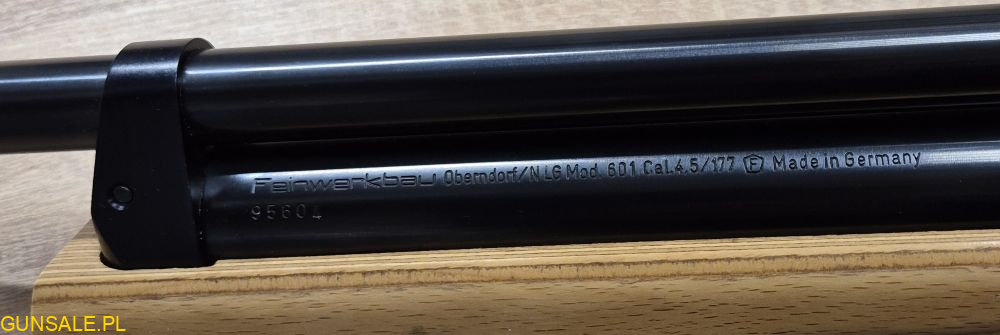 Feinwerkbau Oberndorf/N LG Mod. 601 Cal.4,5/177 F Made in Germany
95604
GUNSALE.PL